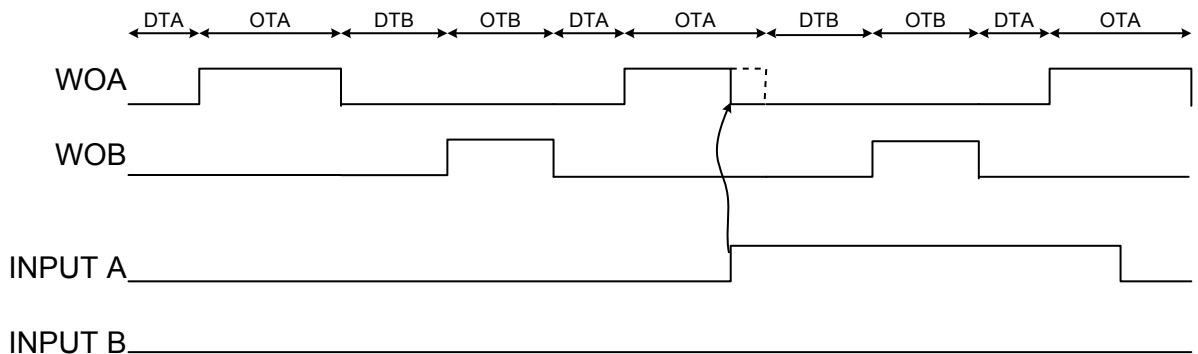 DTA OTA DTB OTB DTA OTA DTB OTB DTA OTA
WOA
WOB
INPUT A
INPUT B